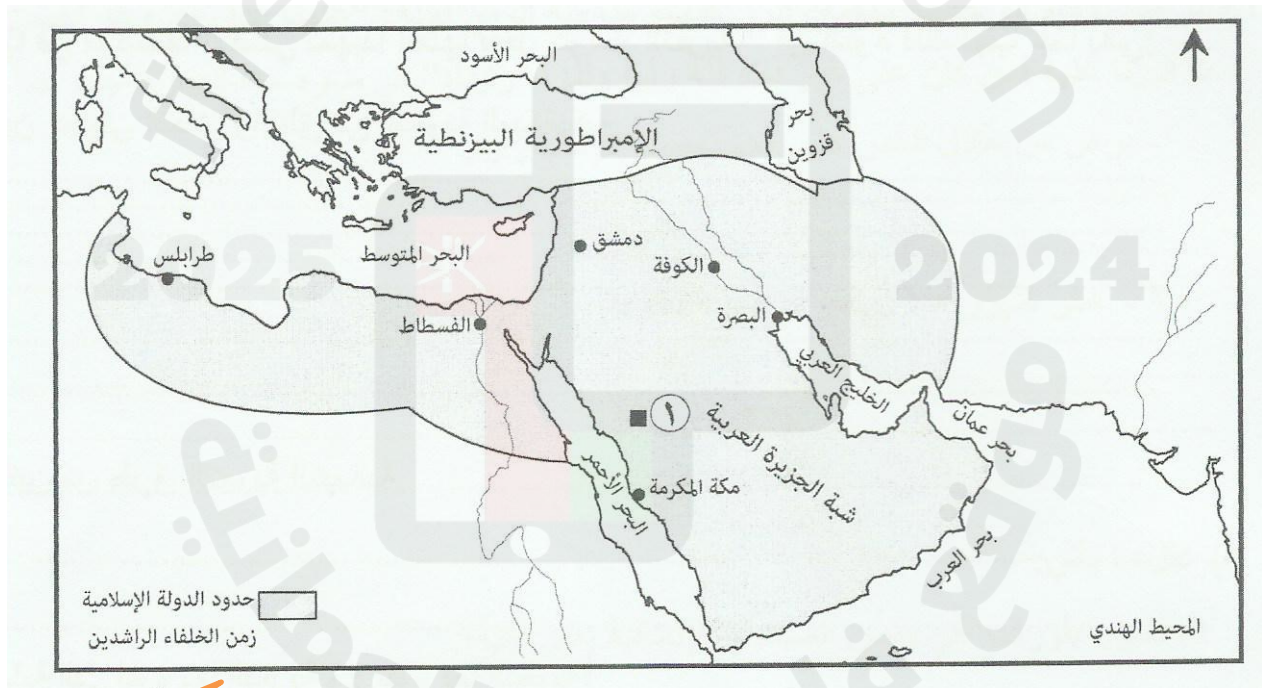 البحر الأسود
بحر
قزوين
الإمبراطورية البيزنطية
دمشق
البحر المتوسط
طرابلس
الكوفة
2025
2024
البصرة
الفسطاط
الخليج العربي
أ
بحر عمان
شبة الجزيرة العربية
مكة المكرمة
البحر الأحمر
بحر العرب
حدود الدولة الإسلامية
زمن الخلفاء الراشدين
المحيط الهندي